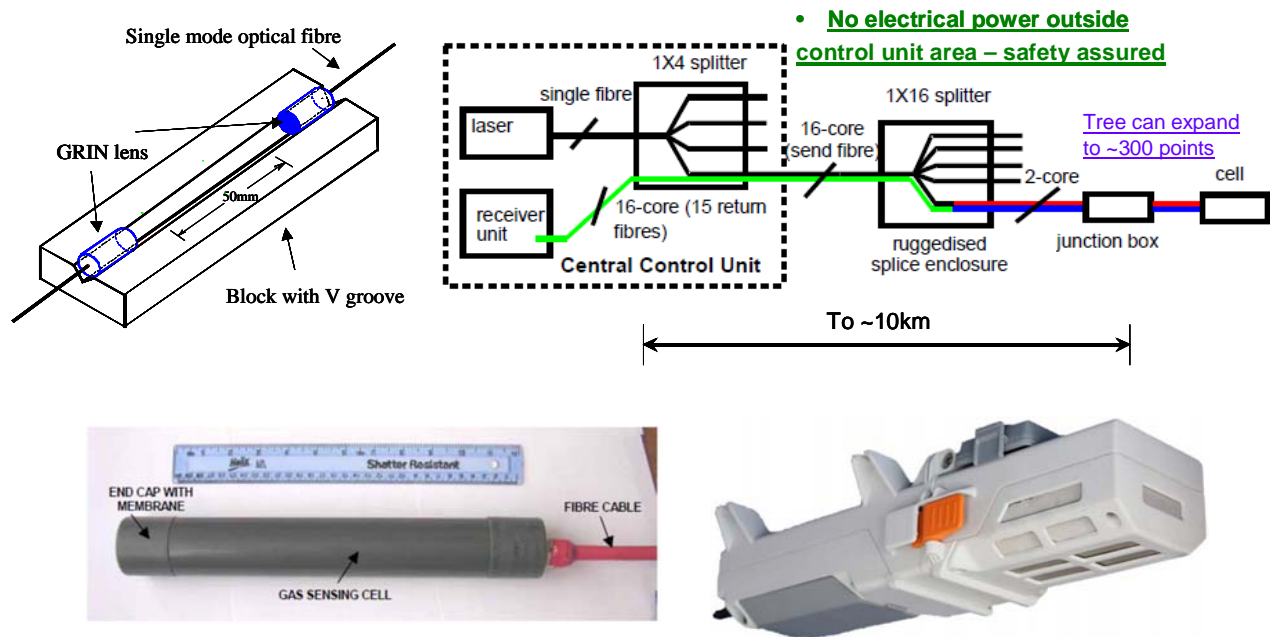 Single mode optical fibre
GRIN lens
50mm
Block with V groove
• No electrical power outside
control unit area – safety assured
1X4 splitter
single fibre
laser
receiver
unit
16-core (15 return
fibres)
Central Control Unit
16-core
(send fibre)
1X16 splitter
2-core
ruggedised
splice enclosure
Tree can expand
to ~300 points
cell
junction box
To ~10km
Helix
Shatter Resistant
END CAP WITH
MEMBRANE
FIBRE CABLE
GAS SENSING CELL